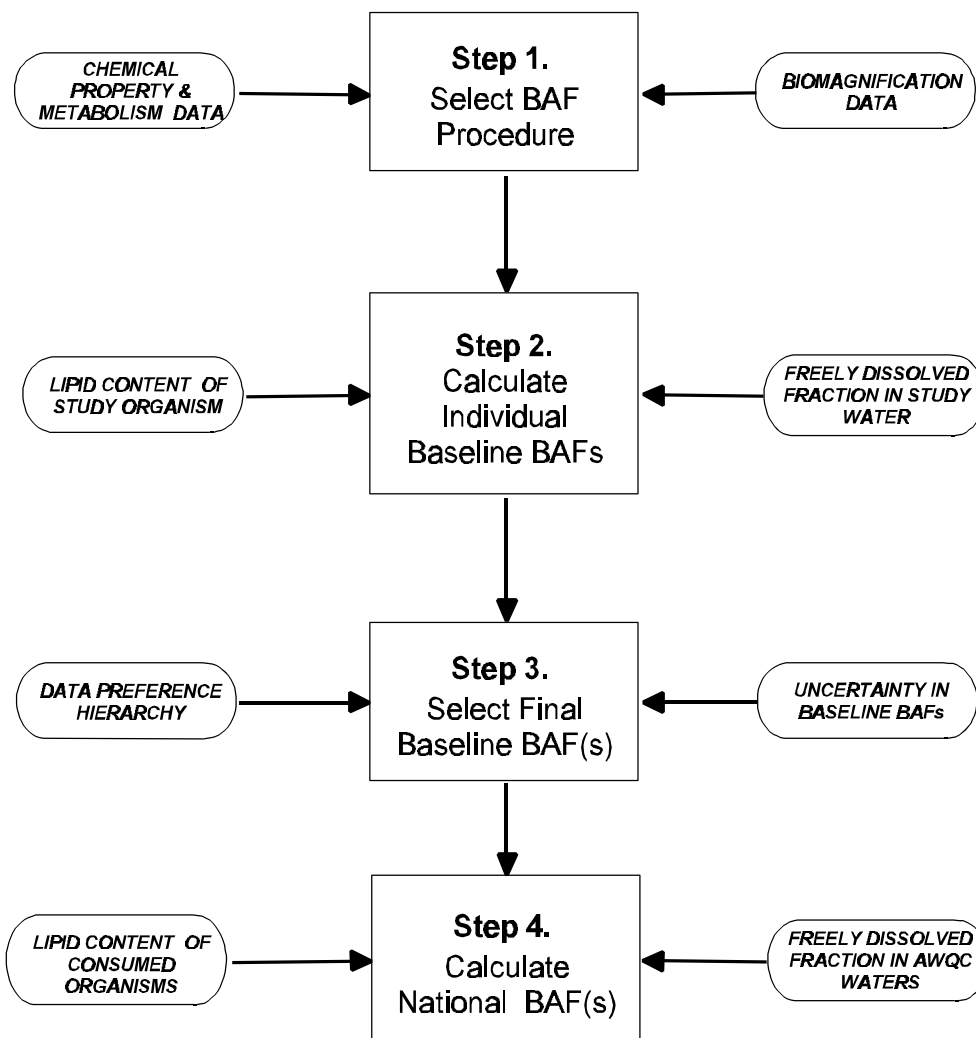 CHEMICAL
PROPERTY &
METABOLISM DATA
Step 1.
Select BAF
Procedure
BIOMAGNIFICATION
DATA
LIPID CONTENT OF
STUDY ORGANISM
Step 2.
Calculate
Individual
Baseline BAFs
FREELY DISSOLVED
FRACTION IN STUDY
WATER
DATA PREFERENCE
HIERARCHY
Step 3.
Select Final
Baseline BAF(s)
UNCERTAINTY IN
BASELINE BAFs
LIPID CONTENT OF
CONSUMED
ORGANISMS
Step 4.
Calculate
National BAF(s)
FREELY DISSOLVED
FRACTION IN AWQC
WATERS